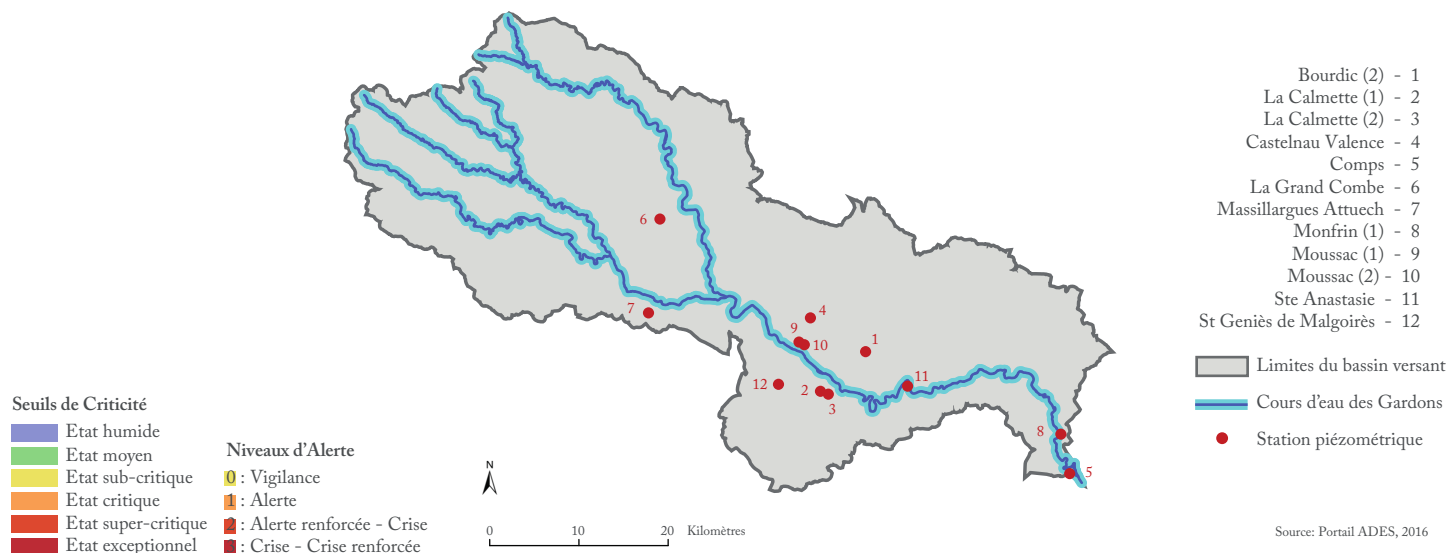 Bourdic (2) - 1
La Calmette (1) - 2
La Calmette (2) - 3
Castelnau Valence - 4
Comps - 5
La Grand Combe - 6
Massillargues Attuech - 7
Monfrin (1) - 8
Moussac (1) - 9
Moussac (2) - 10
Ste Anastasie - 11
St Geniès de Malgoirès - 12
Limites du bassin versant
Cours d'eau des Gardons
Station piézométrique
6
7
4
9
10
1
12
2
3
11
8
5
Seuils de Criticité
Etat humide
Etat moyen
Etat sub-critique
Etat critique
Etat super-critique
Etat exceptionnel
Niveaux d'Alerte
0 : Vigilance
1 : Alerte
2 : Alerte renforcée - Crise
3 : Crise - Crise renforcée
N
0 10 20 Kilomètres
Source: Portail ADES, 2016